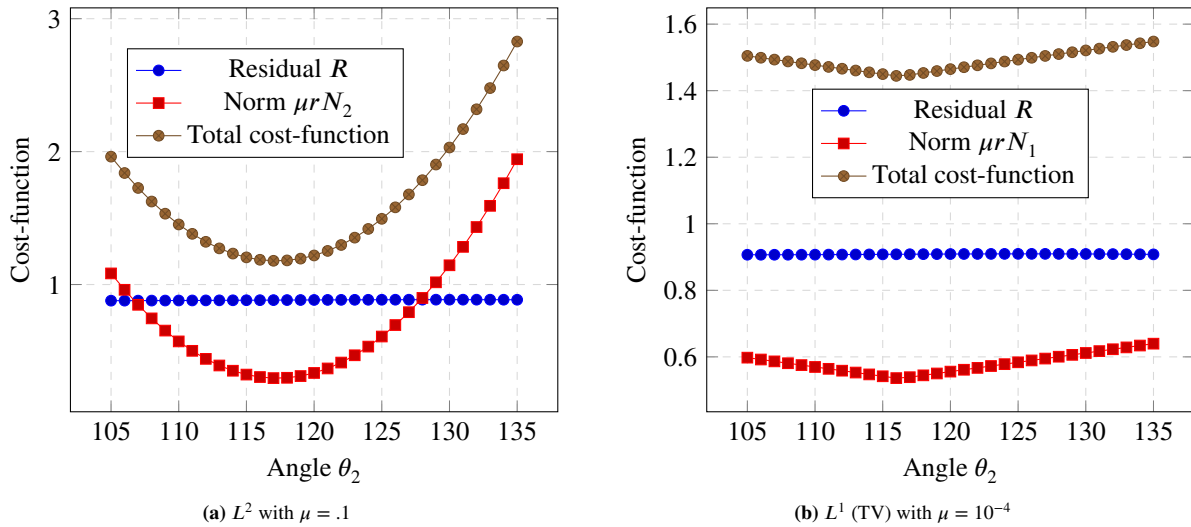 3
2
1
Cost-function
Residual R
Norm μrN₂
Total cost-function
105 110 115 120 125 130 135
Angle θ₂
(a) L² with μ = .1
1.6
1.4
1.2
1
0.8
0.6
Cost-function
Residual R
Norm μrN₁
Total cost-function
105 110 115 120 125 130 135
Angle θ₂
(b) L¹ (TV) with μ = 10⁻⁴